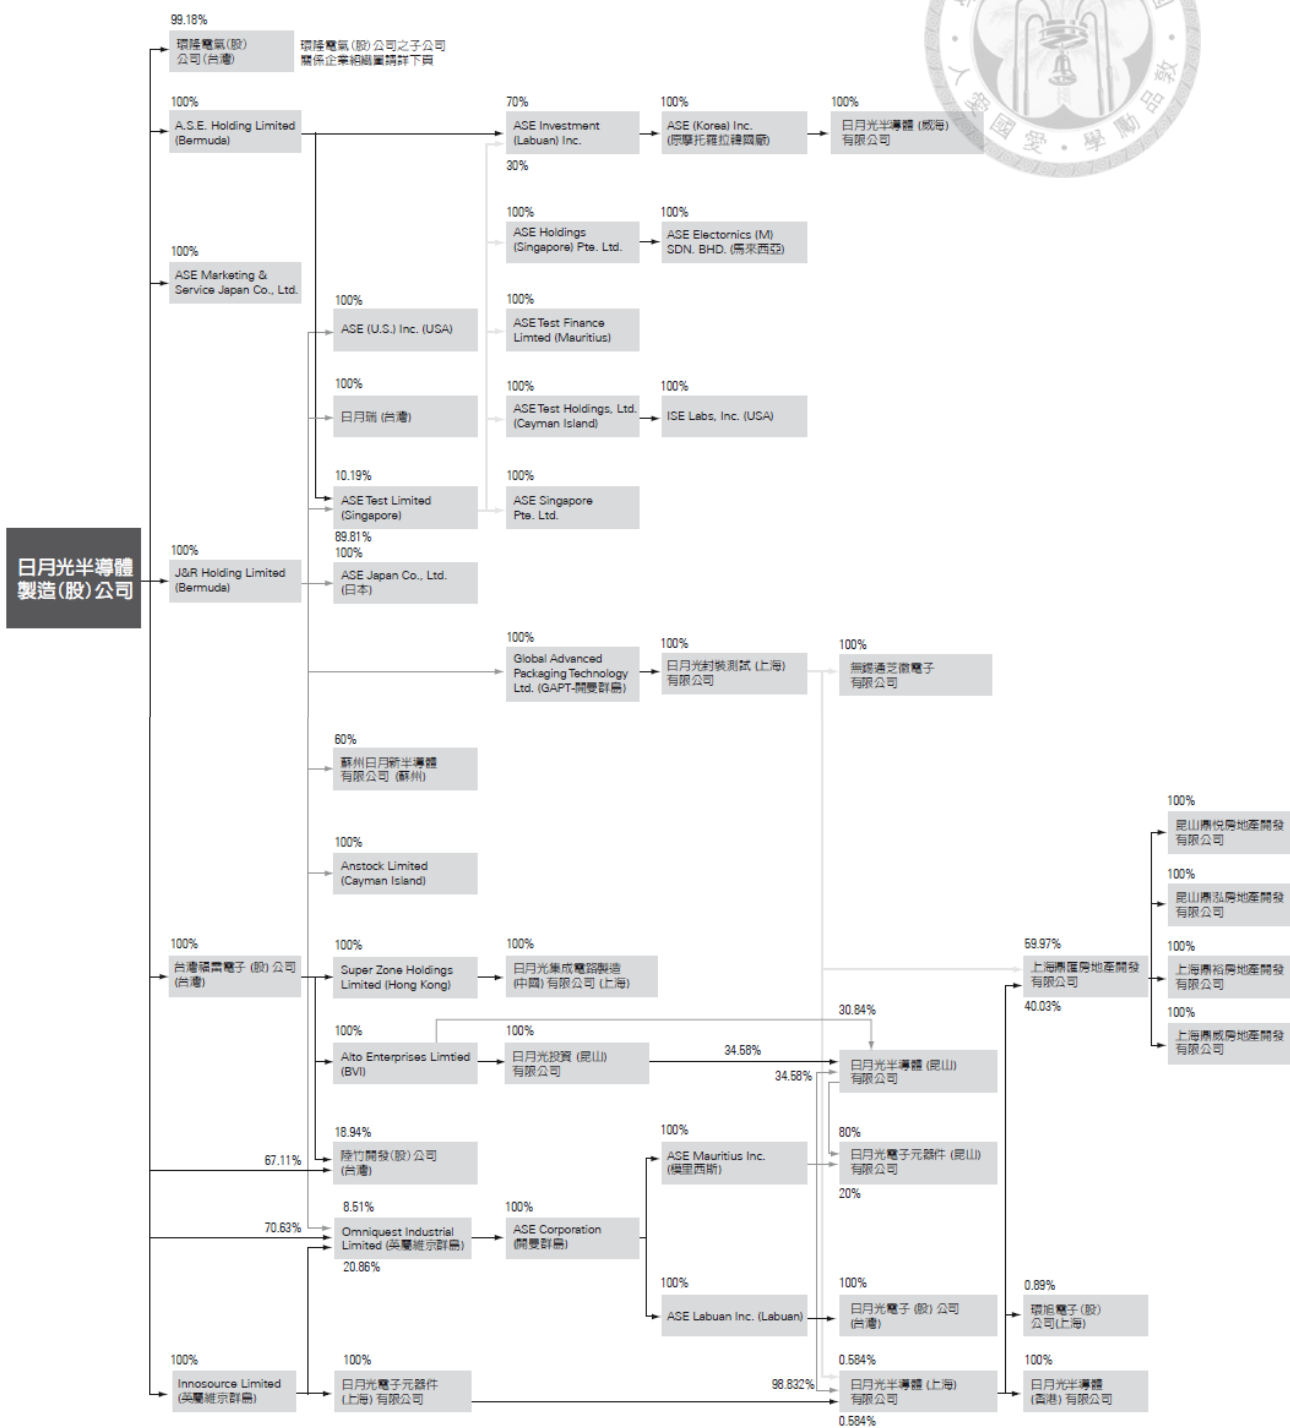 99.18%
環隆電氣(股)
公司(台灣)
環隆電氣(股)公司之子公司
關係企業組織圖請詳下頁
100%
A.S.E. Holding Limited
(Bermuda)
70%
ASE Investment
(Labuan) Inc.
30%
100%
ASE (Korea) Inc.
(原摩托羅拉韓國廠)
100%
日月光半導體 (威海)
有限公司
人 愛 國 愛 · 學 勵 品 敦
100%
ASE Holdings
(Singapore) Pte. Ltd.
100%
ASE Electornics (M)
SDN. BHD. (馬來西亞)
100%
ASE Marketing &
Service Japan Co., Ltd.
100%
ASE (U.S.) Inc. (USA)
100%
ASE Test Finance
Limted (Mauritius)
100%
日月瑞 (台灣)
100%
ASE Test Holdings, Ltd.
(Cayman Island)
100%
ISE Labs, Inc. (USA)
10.19%
ASE Test Limited
(Singapore)
89.81%
100%
ASE Singapore
Pte. Ltd.
日月光半導體
製造(股)公司
100%
J&R Holding Limited
(Bermuda)
100%
ASE Japan Co., Ltd.
(日本)
100%
Global Advanced
Packaging Technology
Ltd. (GAPT-開曼群島)
100%
日月光封裝測試 (上海)
有限公司
100%
無錫通芝微電子
有限公司
60%
蘇州日月新半導體
有限公司 (蘇州)
100%
Anstock Limited
(Cayman Island)
100%
昆山鼎悅房地產開發
有限公司
100%
昆山鼎泓房地產開發
有限公司
100%
台灣福雷電子 (股) 公司
(台灣)
100%
Super Zone Holdings
Limited (Hong Kong)
100%
日月光集成電路製造
(中國) 有限公司 (上海)
59.97%
上海鼎匯房地產開發
有限公司
40.03%
100%
上海鼎裕房地產開發
有限公司
100%
上海鼎威房地產開發
有限公司
100%
Alto Enterprises Limtied
(BVI)
100%
日月光投資 (昆山)
有限公司
34.58%
30.84%
34.58%
日月光半導體 (昆山)
有限公司
67.11%
18.94%
陸竹開發(股)公司
(台灣)
100%
ASE Mauritius Inc.
(模里西斯)
80%
日月光電子元器件 (昆山)
有限公司
20%
70.63%
8.51%
Omniquest Industrial
Limited (英屬維京群島)
20.86%
100%
ASE Corporation
(開曼群島)
100%
ASE Labuan Inc. (Labuan)
100%
日月光電子 (股) 公司
(台灣)
0.89%
環旭電子(股)
公司(上海)
100%
Innosource Limited
(英屬維京群島)
100%
日月光電子元器件
(上海) 有限公司
98.832%
0.584%
日月光半導體 (上海)
有限公司
0.584%
100%
日月光半導體
(香港) 有限公司